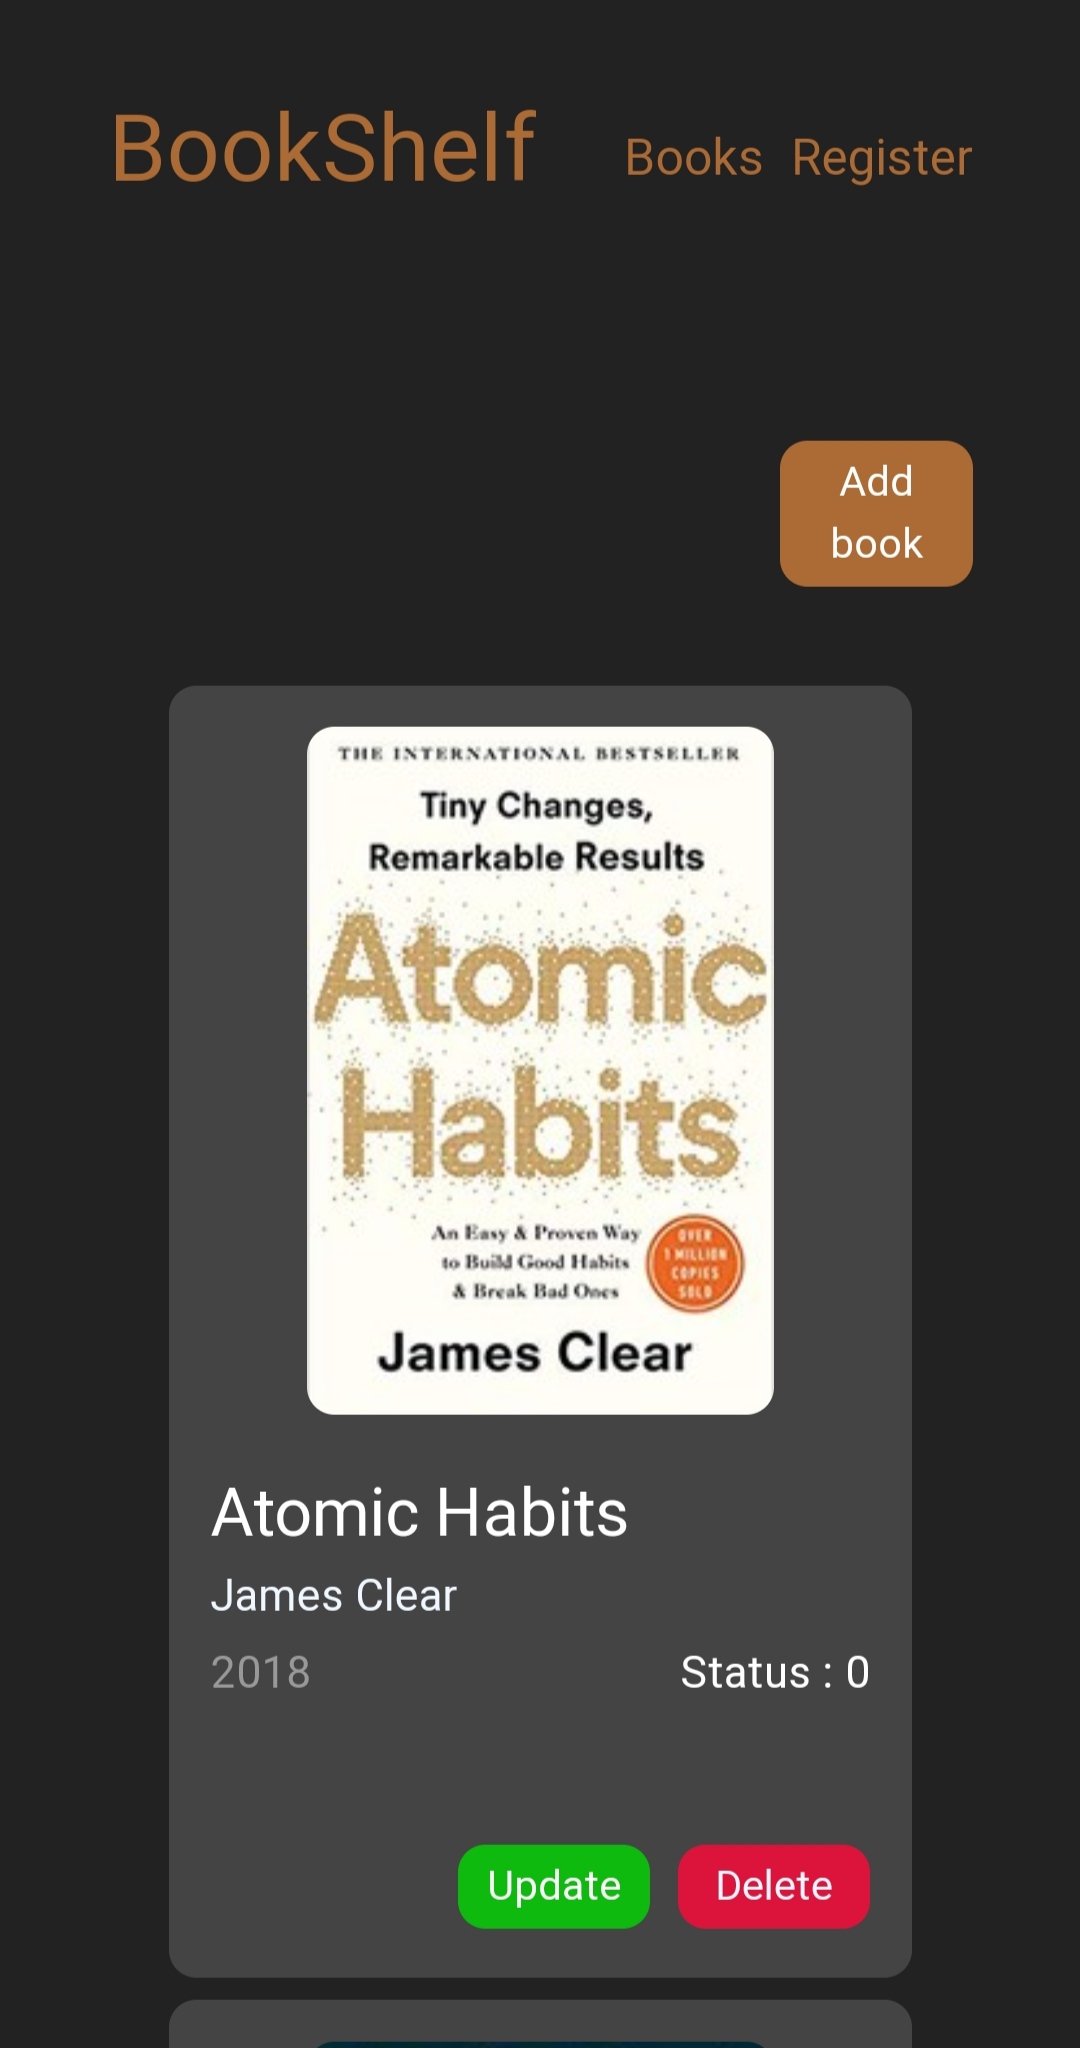 BookShelf
Books Register
Add
book
THE INTERNATIONAL BESTSELLER
Tiny Changes,
Remarkable Results
Atomic
Habits
An Easy & Proven Way
to Build Good Habits
& Break Bad Ones
OVER
1 MILLION
COPIES
SOLD
James Clear
Atomic Habits
James Clear
2018
Status : 0
Update
Delete